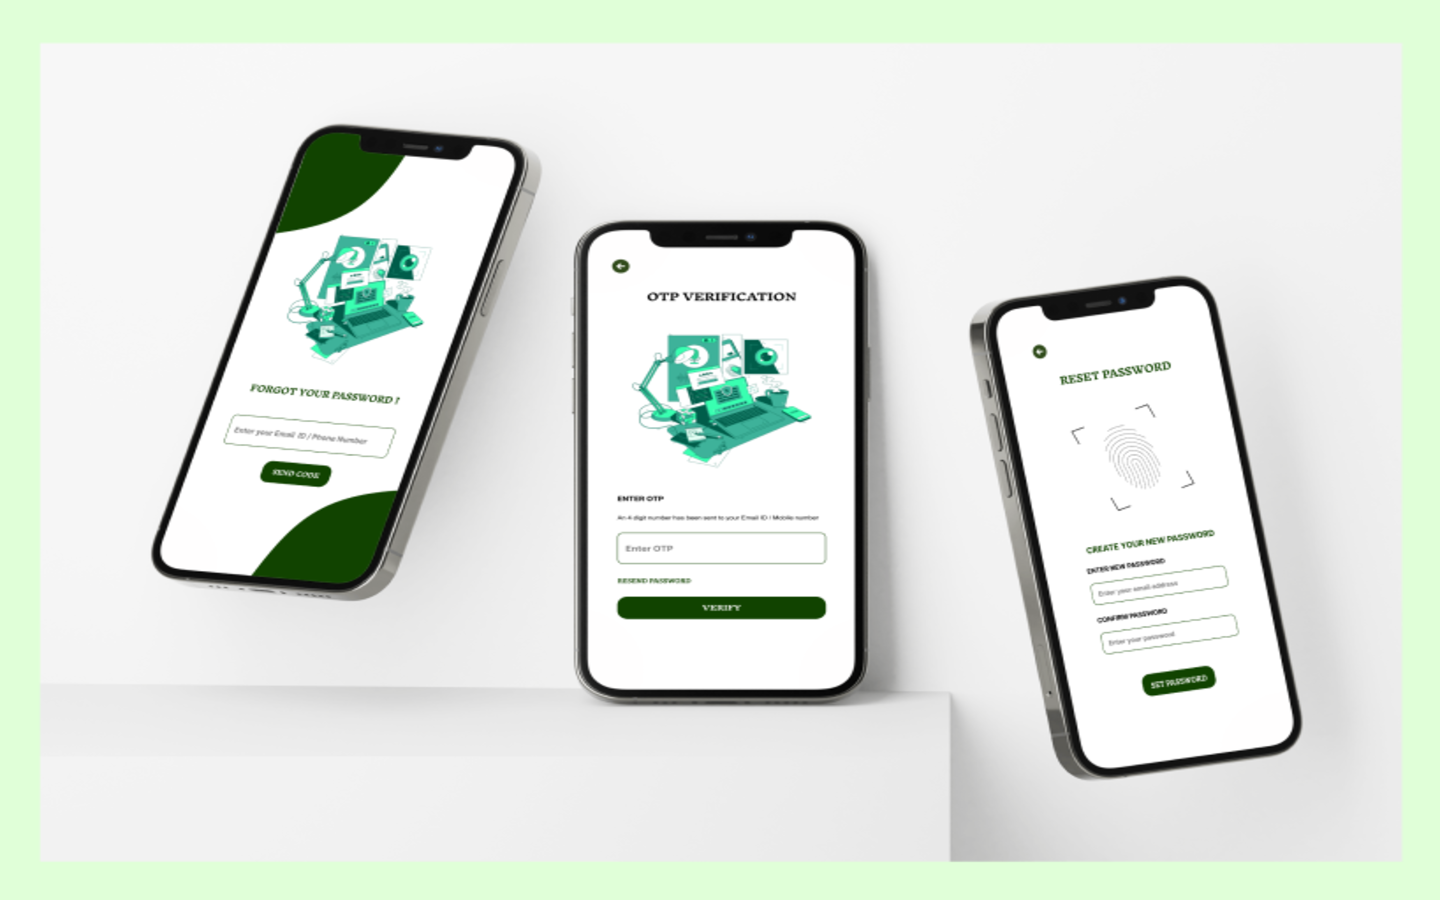 FORGOT YOUR PASSWORD ?
Enter your Email ID / Phone Number
SEND CODE
OTP VERIFICATION
ENTER OTP
An 4 digit number has been sent to your Email ID / Mobile number
Enter OTP
RESEND PASSWORD
VERIFY
RESET PASSWORD
CREATE YOUR NEW PASSWORD
ENTER NEW PASSWORD
Enter your email address
CONFIRM PASSWORD
Enter your password
SET PASSWORD